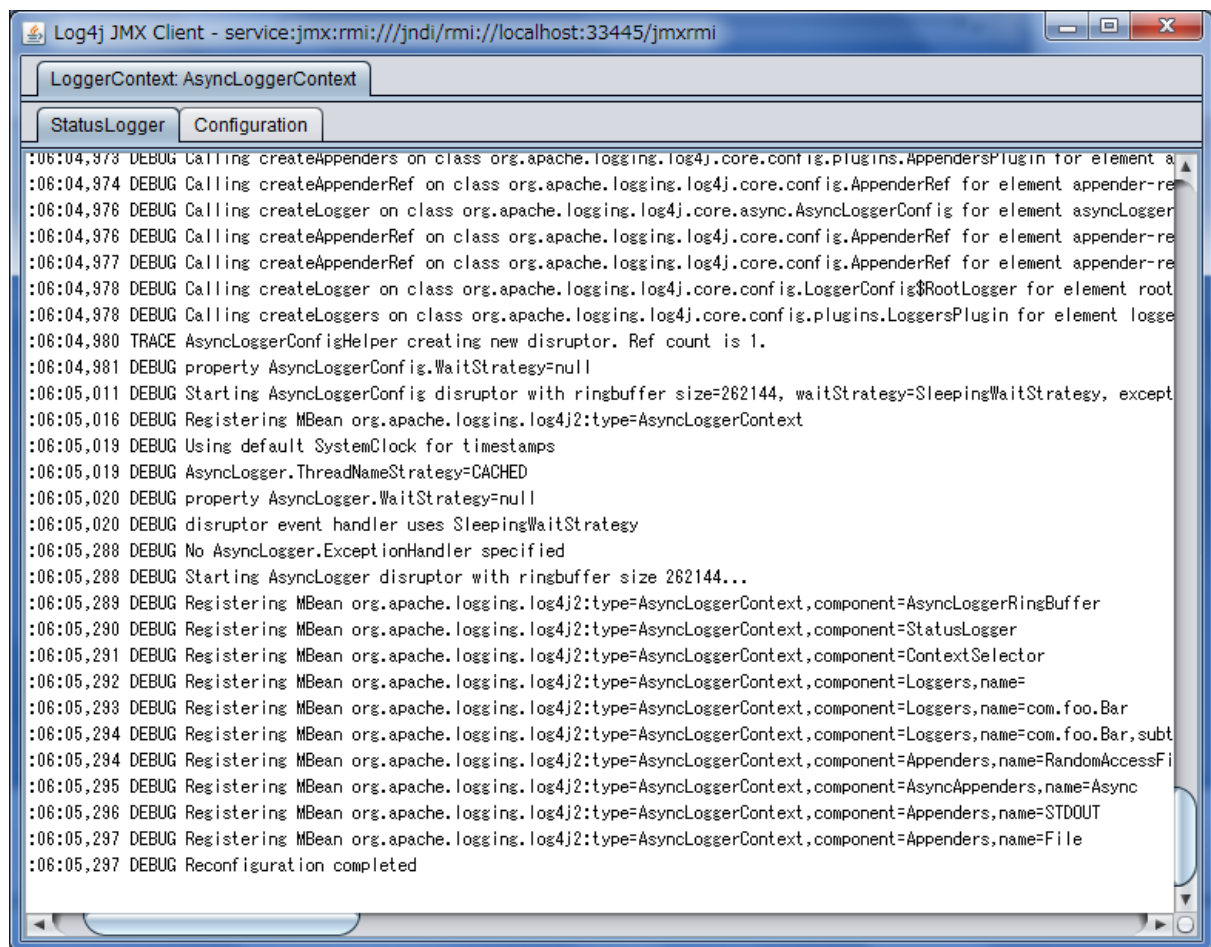 Log4j JMX Client - service:jmx:rmi:///jndi/rmi://localhost:33445/jmxrmi
LoggerContext: AsyncLoggerContext
StatusLogger Configuration
:06:04,973 DEBUG Calling createAppenders on class org.apache.logging.log4j.core.config.plugins.AppendersPlugin for element a
:06:04,974 DEBUG Calling createAppenderRef on class org.apache.logging.log4j.core.config.AppenderRef for element appender-re
:06:04,976 DEBUG Calling createLogger on class org.apache.logging.log4j.core.async.AsyncLoggerConfig for element asyncLogger
:06:04,976 DEBUG Calling createAppenderRef on class org.apache.logging.log4j.core.config.AppenderRef for element appender-re
:06:04,977 DEBUG Calling createAppenderRef on class org.apache.logging.log4j.core.config.AppenderRef for element appender-re
:06:04,978 DEBUG Calling createLogger on class org.apache.logging.log4j.core.config.LoggerConfig$RootLogger for element root
:06:04,978 DEBUG Calling createLoggers on class org.apache.logging.log4j.core.config.plugins.LoggersPlugin for element logge
:06:04,980 TRACE AsyncLoggerConfigHelper creating new disruptor. Ref count is 1.
:06:04,981 DEBUG property AsyncLoggerConfig.WaitStrategy=null
:06:05,011 DEBUG Starting AsyncLoggerConfig disruptor with ringbuffer size=262144, waitStrategy=SleepingWaitStrategy, except
:06:05,016 DEBUG Registering MBean org.apache.logging.log4j2:type=AsyncLoggerContext
:06:05,019 DEBUG Using default SystemClock for timestamps
:06:05,019 DEBUG AsyncLogger.ThreadNameStrategy=CACHED
:06:05,020 DEBUG property AsyncLogger.WaitStrategy=null
:06:05,020 DEBUG disruptor event handler uses SleepingWaitStrategy
:06:05,288 DEBUG No AsyncLogger.ExceptionHandler specified
:06:05,288 DEBUG Starting AsyncLogger disruptor with ringbuffer size 262144...
:06:05,289 DEBUG Registering MBean org.apache.logging.log4j2:type=AsyncLoggerContext,component=AsyncLoggerRingBuffer
:06:05,290 DEBUG Registering MBean org.apache.logging.log4j2:type=AsyncLoggerContext,component=StatusLogger
:06:05,291 DEBUG Registering MBean org.apache.logging.log4j2:type=AsyncLoggerContext,component=ContextSelector
:06:05,292 DEBUG Registering MBean org.apache.logging.log4j2:type=AsyncLoggerContext,component=Loggers,name=
:06:05,293 DEBUG Registering MBean org.apache.logging.log4j2:type=AsyncLoggerContext,component=Loggers,name=com.foo.Bar
:06:05,294 DEBUG Registering MBean org.apache.logging.log4j2:type=AsyncLoggerContext,component=Loggers,name=com.foo.Bar,subt
:06:05,294 DEBUG Registering MBean org.apache.logging.log4j2:type=AsyncLoggerContext,component=Appenders,name=RandomAccessFi
:06:05,295 DEBUG Registering MBean org.apache.logging.log4j2:type=AsyncLoggerContext,component=AsyncAppenders,name=Async
:06:05,296 DEBUG Registering MBean org.apache.logging.log4j2:type=AsyncLoggerContext,component=Appenders,name=STDOUT
:06:05,297 DEBUG Registering MBean org.apache.logging.log4j2:type=AsyncLoggerContext,component=Appenders,name=File
:06:05,297 DEBUG Reconfiguration completed